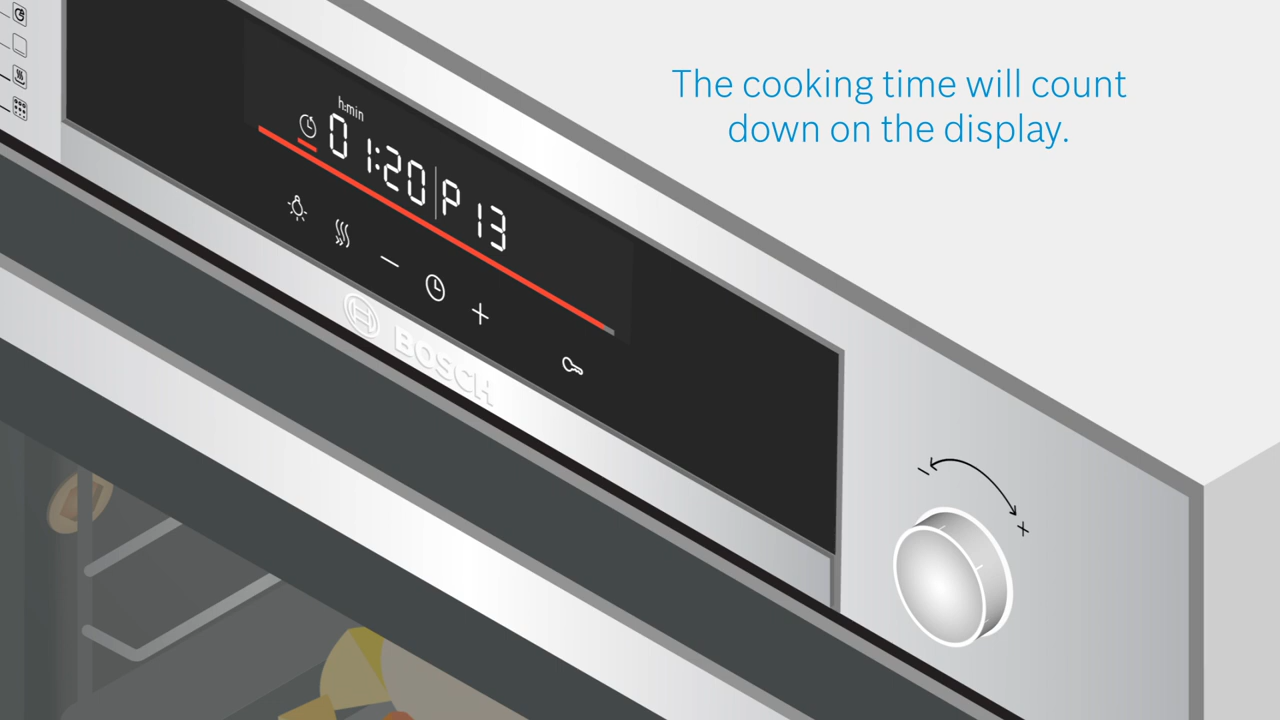 The cooking time will count
down on the display.
h:min
01:20 P 13
BOSCH